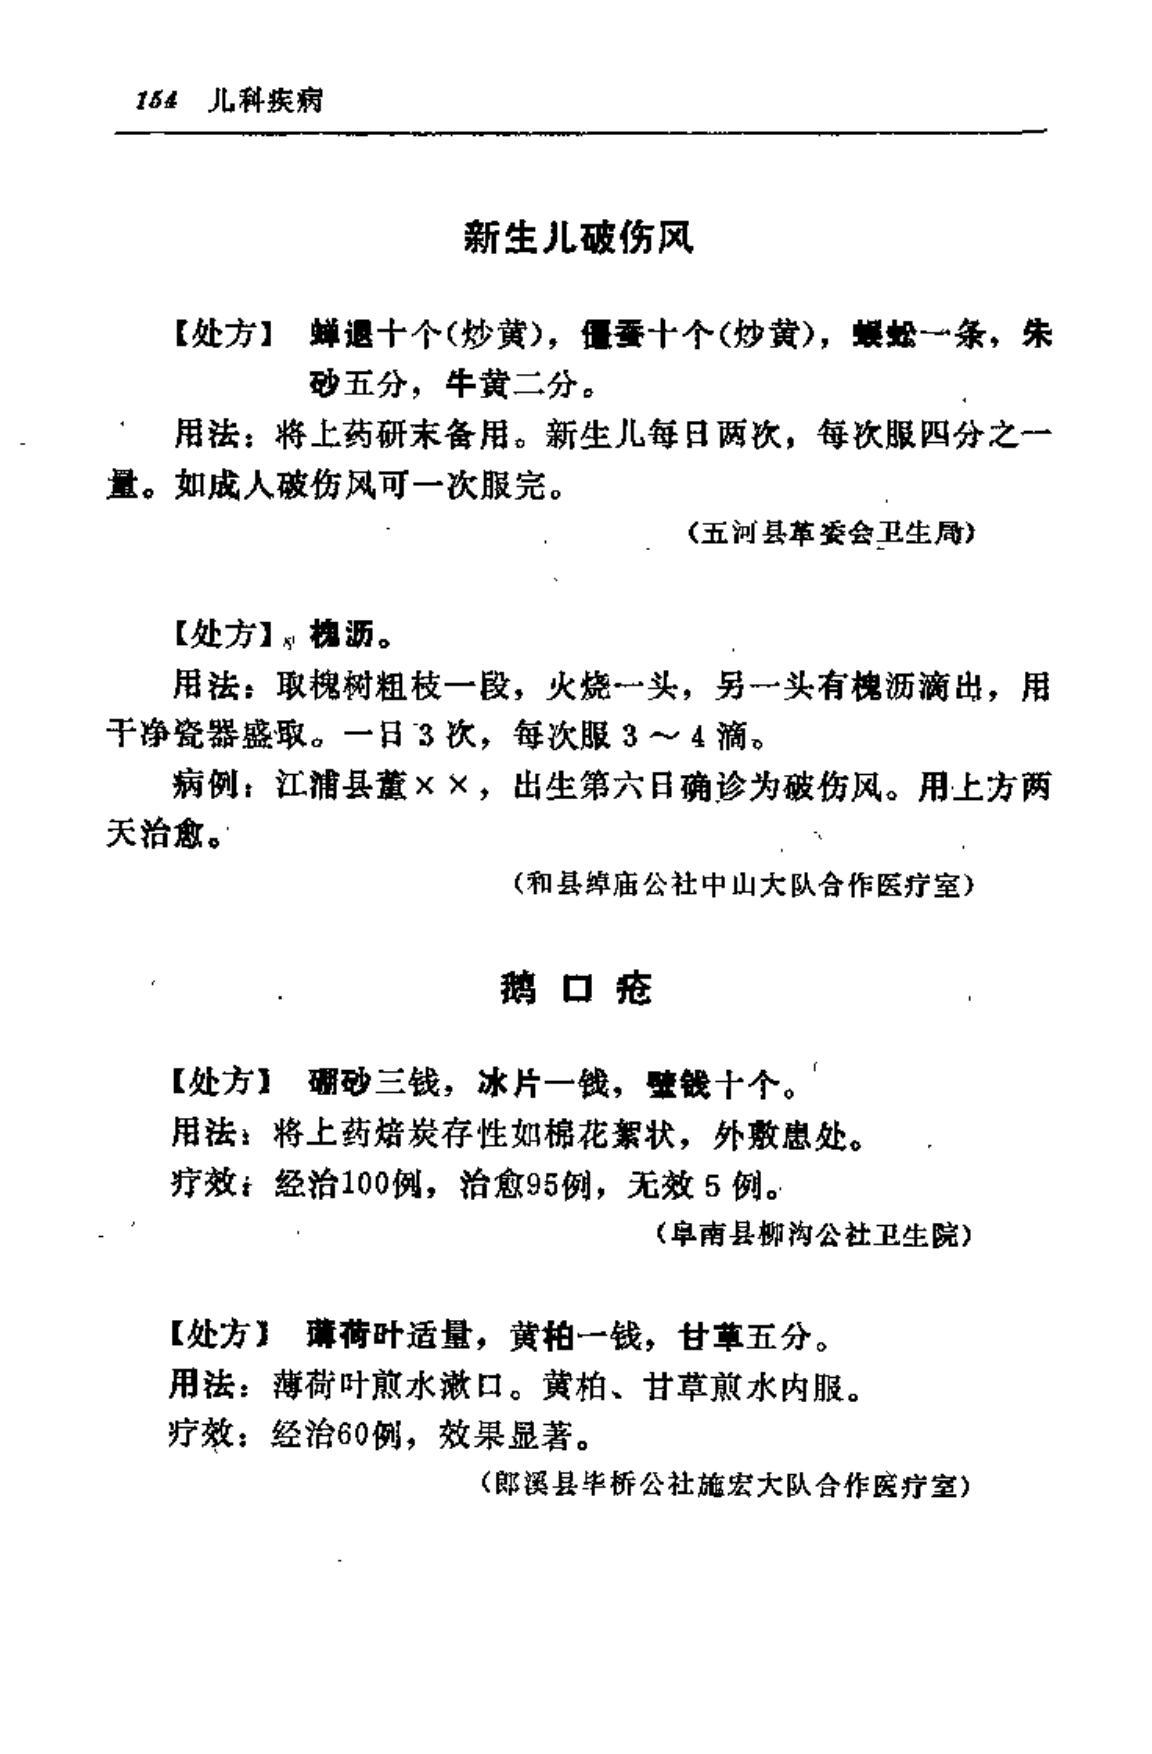 154 儿科疾病
新生儿破伤风
【处方】 蝉退十个(炒黄)，僵蚕十个(炒黄)，蜈蚣一条，朱
砂五分，牛黄二分。
用法：将上药研末备用。新生儿每日两次，每次服四分之一
量。如成人破伤风可一次服完。
（五河县革委会卫生局）
【处方】 槐沥。
用法：取槐树粗枝一段，火烧一头，另一头有槐沥滴出，用
干净瓷器盛取。一日3次，每次服3～4滴。
病例：江浦县董××，出生第六日确诊为破伤风。用上方两
天治愈。
（和县绰庙公社中山大队合作医疗室）
鹅口疮
【处方】 硼砂三钱，冰片一钱，壁钱十个。
用法：将上药焙炭存性如棉花絮状，外敷患处。
疗效：经治100例，治愈95例，无效5例。
（阜南县柳沟公社卫生院）
【处方】 薄荷叶适量，黄柏一钱，甘草五分。
用法：薄荷叶煎水漱口。黄柏、甘草煎水内服。
疗效：经治60例，效果显著。
（郎溪县毕桥公社施宏大队合作医疗室）